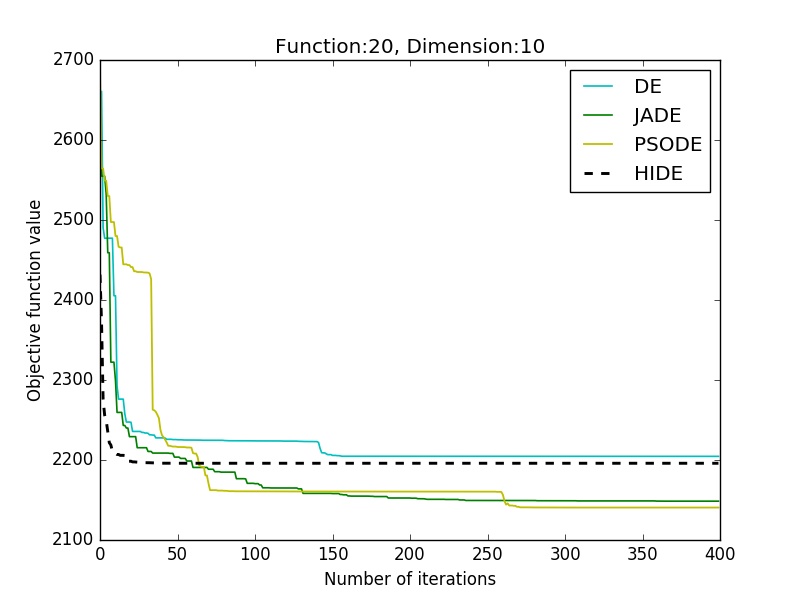 Function:20, Dimension:10
DE
JADE
PSODE
HIDE
Objective function value
2700
2600
2500
2400
2300
2200
2100
0 50 100 150 200 250 300 350 400
Number of iterations